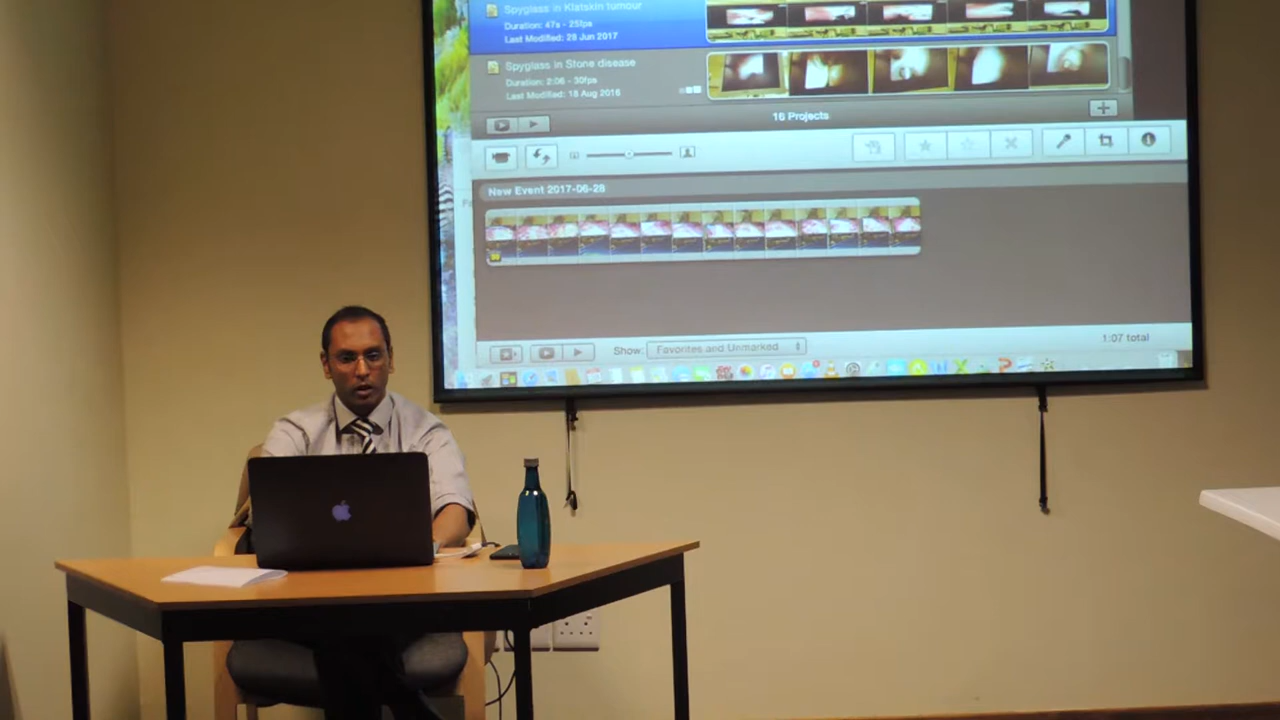 Spyglass in Klatskin tumour
Duration: 47s - 25fps
Last Modified: 28 Jun 2017
Spyglass in Stone disease
Duration: 2:06 - 30fps
Last Modified: 18 Aug 2016
16 Projects
New Event 2017-06-28
Show: Favorites and Unmarked
1:07 total